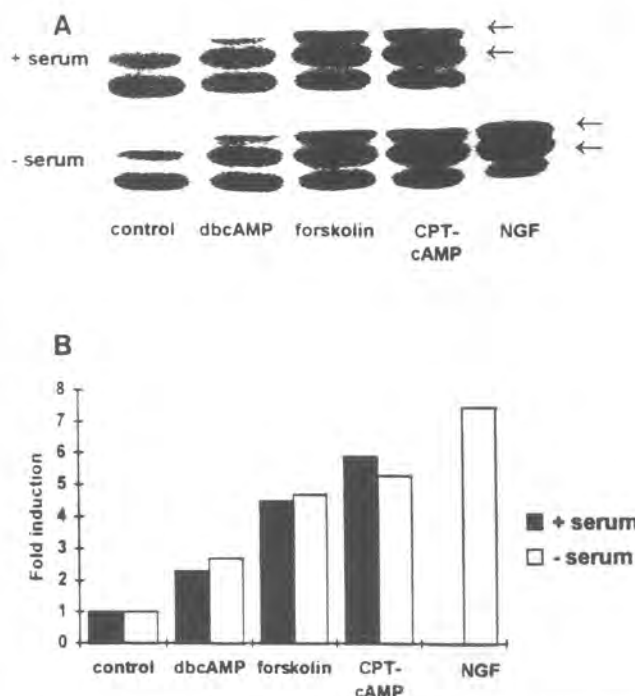 A
+ serum
←
←
- serum
←
←
control dbcAMP forskolin CPT- NGF
cAMP
B
8
7
6
5
4
3
2
1
0
Fold induction
control dbcAMP forskolin CPT- NGF
cAMP
+ serum
- serum